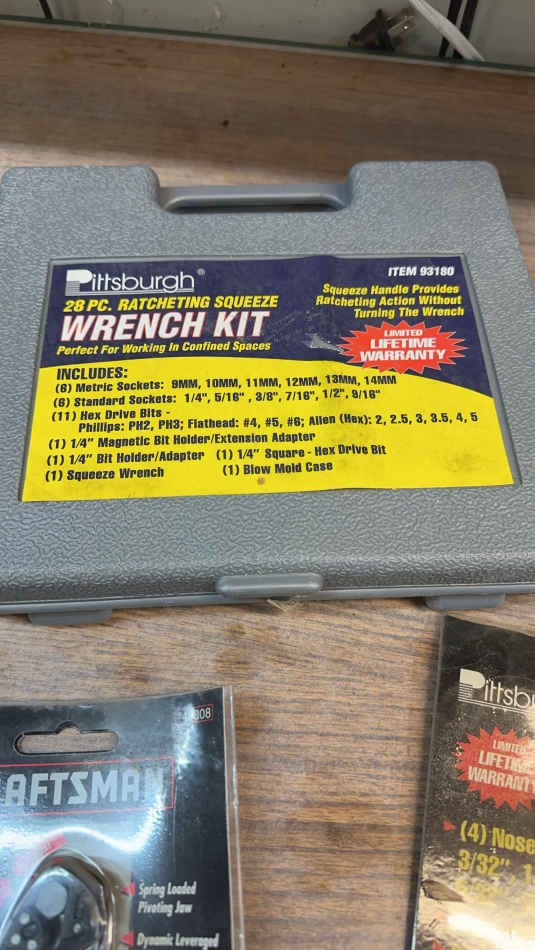 Pittsburgh®
ITEM 93180
28 PC. RATCHETING SQUEEZE
WRENCH KIT
Perfect For Working In Confined Spaces
Squeeze Handle Provides
Ratcheting Action Without
Turning The Wrench
LIMITED
LIFETIME
WARRANTY
INCLUDES:
(6) Metric Sockets: 9MM, 10MM, 11MM, 12MM, 13MM, 14MM
(6) Standard Sockets: 1/4", 5/16" , 3/8", 7/16", 1/2", 9/16"
(11) Hex Drive Bits -
Phillips: PH2, PH3; Flathead: #4, #5, #6; Allen (Hex): 2, 2.5, 3, 3.5, 4, 5
(1) 1/4" Magnetic Bit Holder/Extension Adapter
(1) 1/4" Bit Holder/Adapter (1) 1/4" Square - Hex Drive Bit
(1) Squeeze Wrench (1) Blow Mold Case
AFTSMAN
Spring Loaded
Pivoting Jaw
Dynamic Leveraged
Pittsbu
LIMITED
LIFETIME
WARRANTY
(4) Nose
3/32", 1